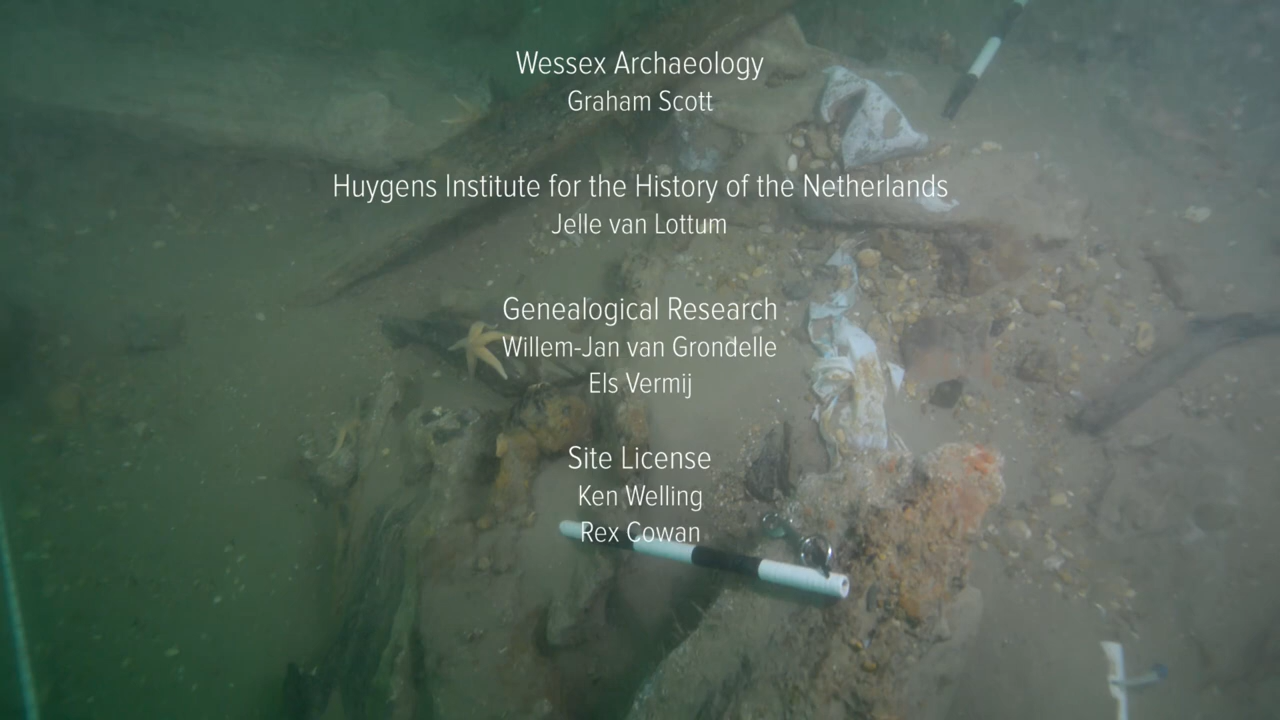 Wessex Archaeology
Graham Scott
Huygens Institute for the History of the Netherlands
Jelle van Lottum
Genealogical Research
Willem-Jan van Grondelle
Els Vermij
Site License
Ken Welling
Rex Cowan